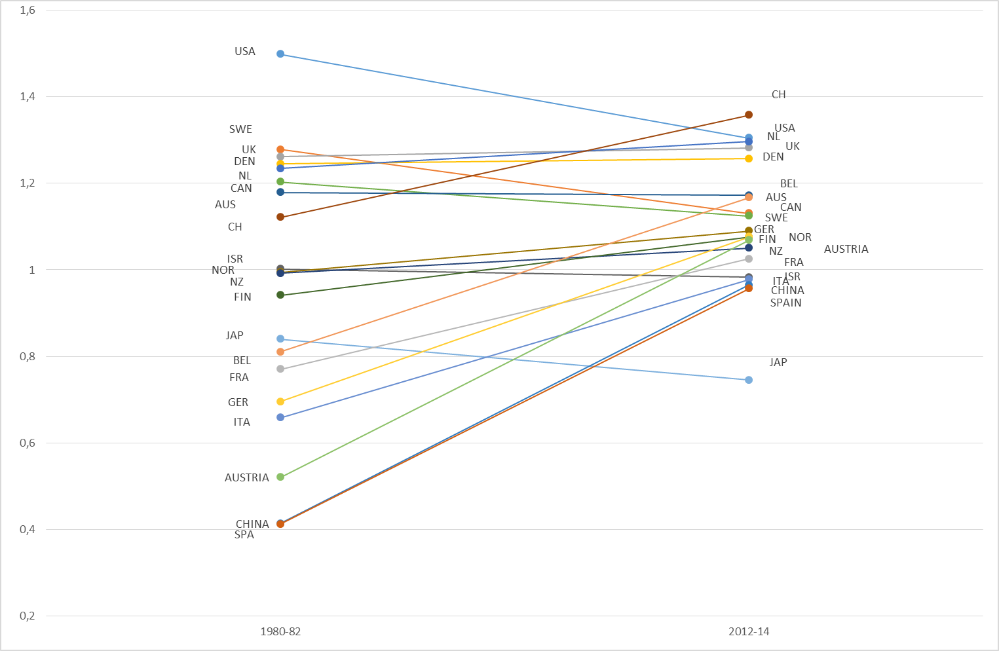 1,6
1,4
1,2
1
0,8
0,6
0,4
0,2
USA
SWE
UK
DEN
NL
CAN
AUS
CH
ISR
NOR
NZ
FIN
JAP
BEL
FRA
GER
ITA
AUSTRIA
CHINA
SPA
CH
USA
NL
UK
DEN
BEL
AUS
CAN
SWE
GER
NOR
FIN
AUSTRIA
NZ
FRA
ISR
ITA
CHINA
SPAIN
JAP
1980-82
2012-14